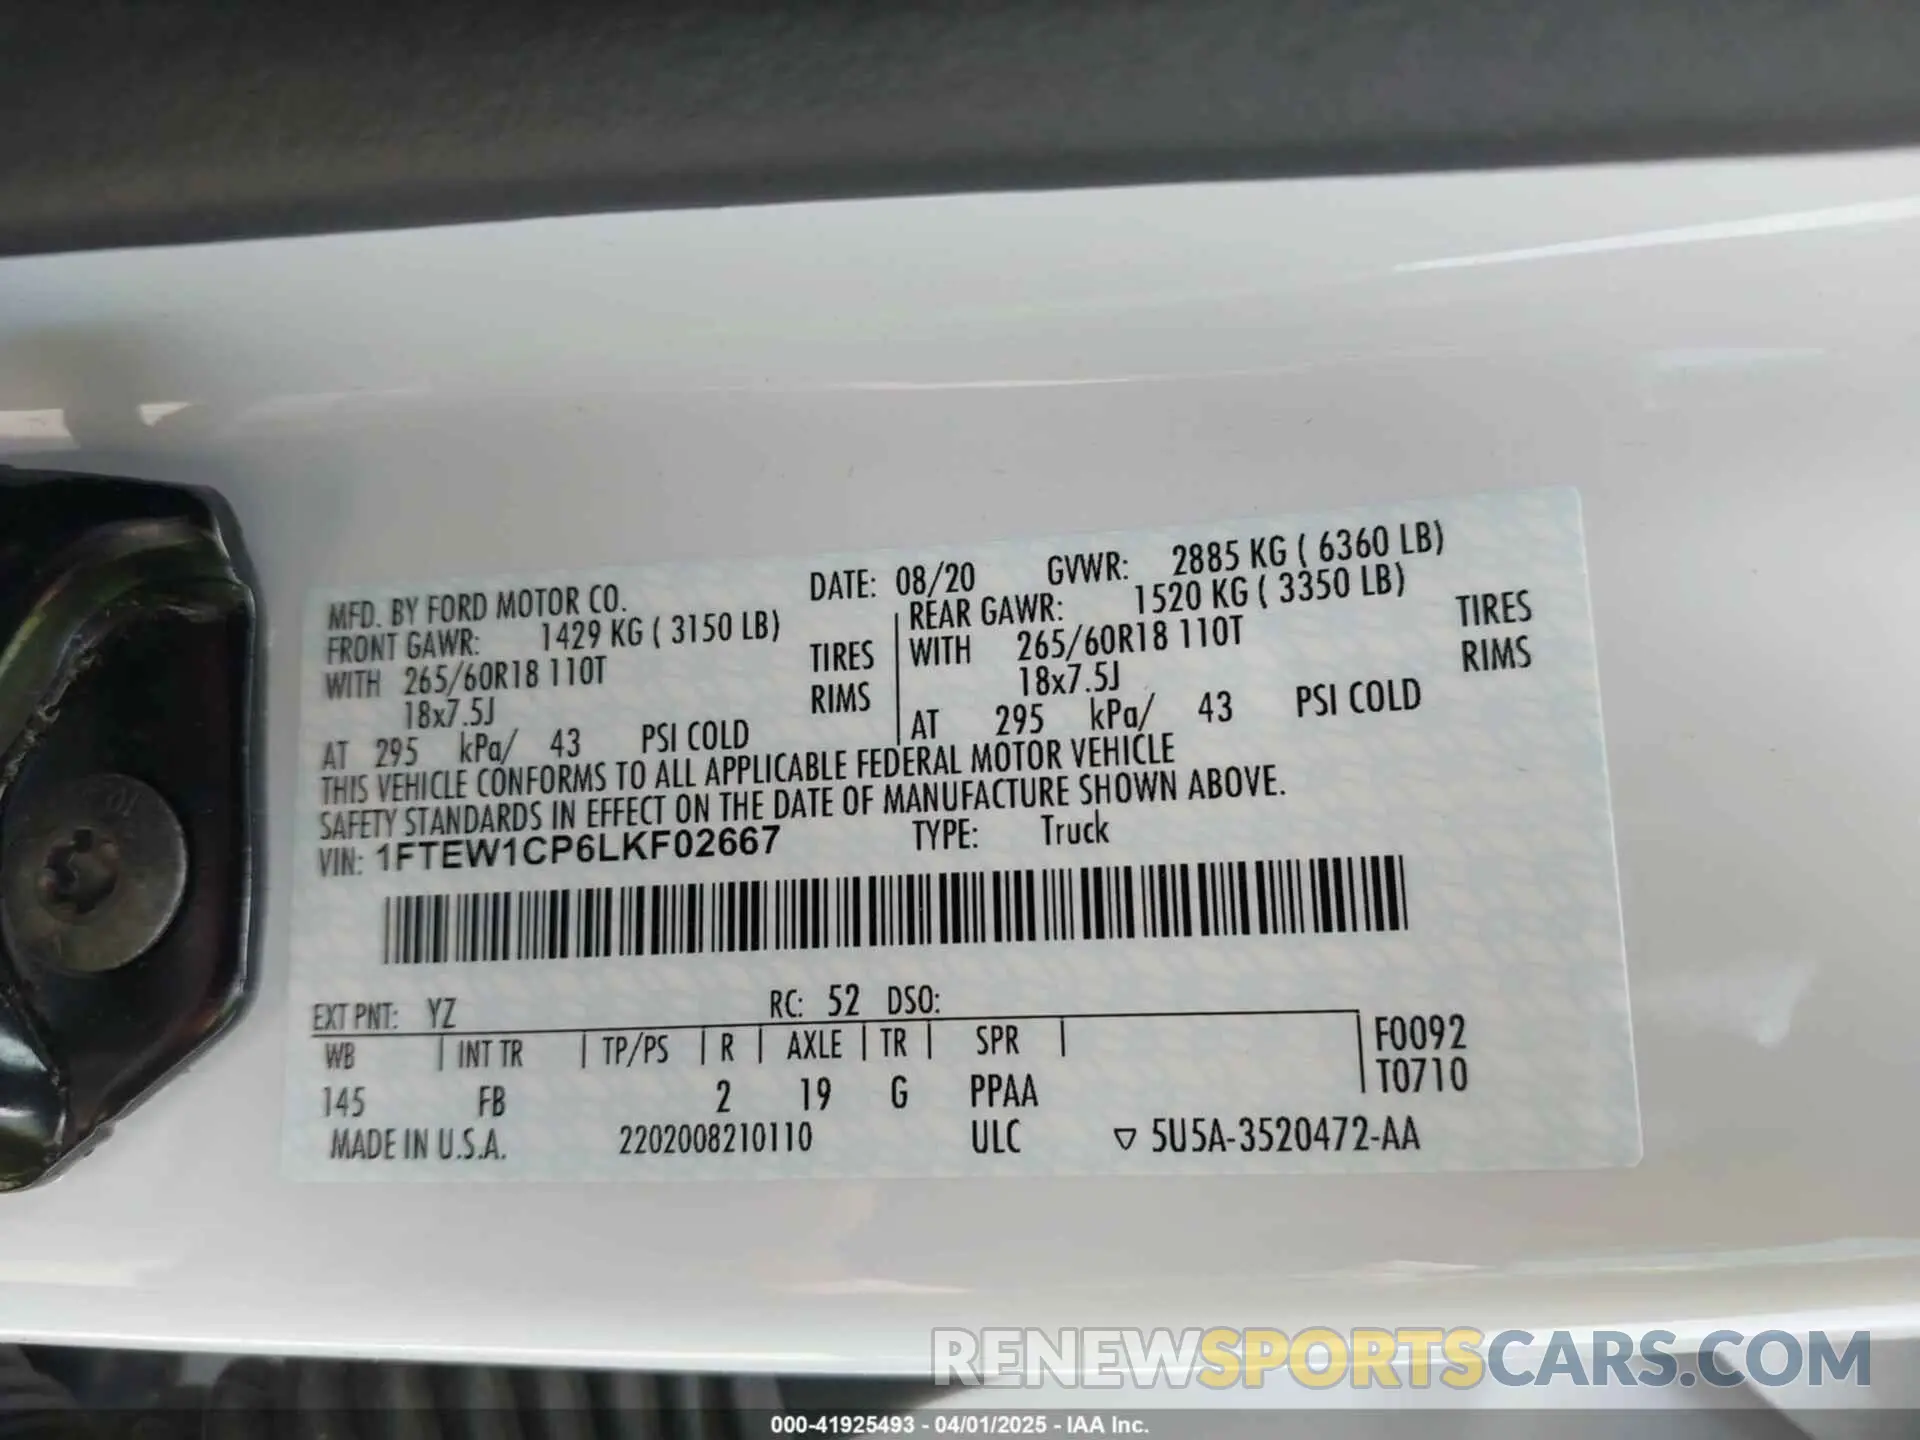 MFD. BY FORD MOTOR CO. DATE: 08/20 GVWR: 2885 KG ( 6360 LB)
FRONT GAWR: 1429 KG ( 3150 LB) REAR GAWR: 1520 KG ( 3350 LB)
WITH 265/60R18 110T TIRES WITH 265/60R18 110T TIRES
18x7.5J RIMS 18x7.5J RIMS
AT 295 kPa/ 43 PSI COLD AT 295 kPa/ 43 PSI COLD
THIS VEHICLE CONFORMS TO ALL APPLICABLE FEDERAL MOTOR VEHICLE
SAFETY STANDARDS IN EFFECT ON THE DATE OF MANUFACTURE SHOWN ABOVE.
VIN: 1FTEW1CP6LKF02667 TYPE: Truck
EXT PNT: YZ RC: 52 DSO:
WB INT TR TP/PS R AXLE TR SPR F0092
145 FB 2 19 G PPAA T0710
MADE IN U.S.A. 2202008210110 ULC ▽ 5U5A-3520472-AA
RENEWSPORTSCARS.COM
000-41925493 - 04/01/2025 - IAA Inc.